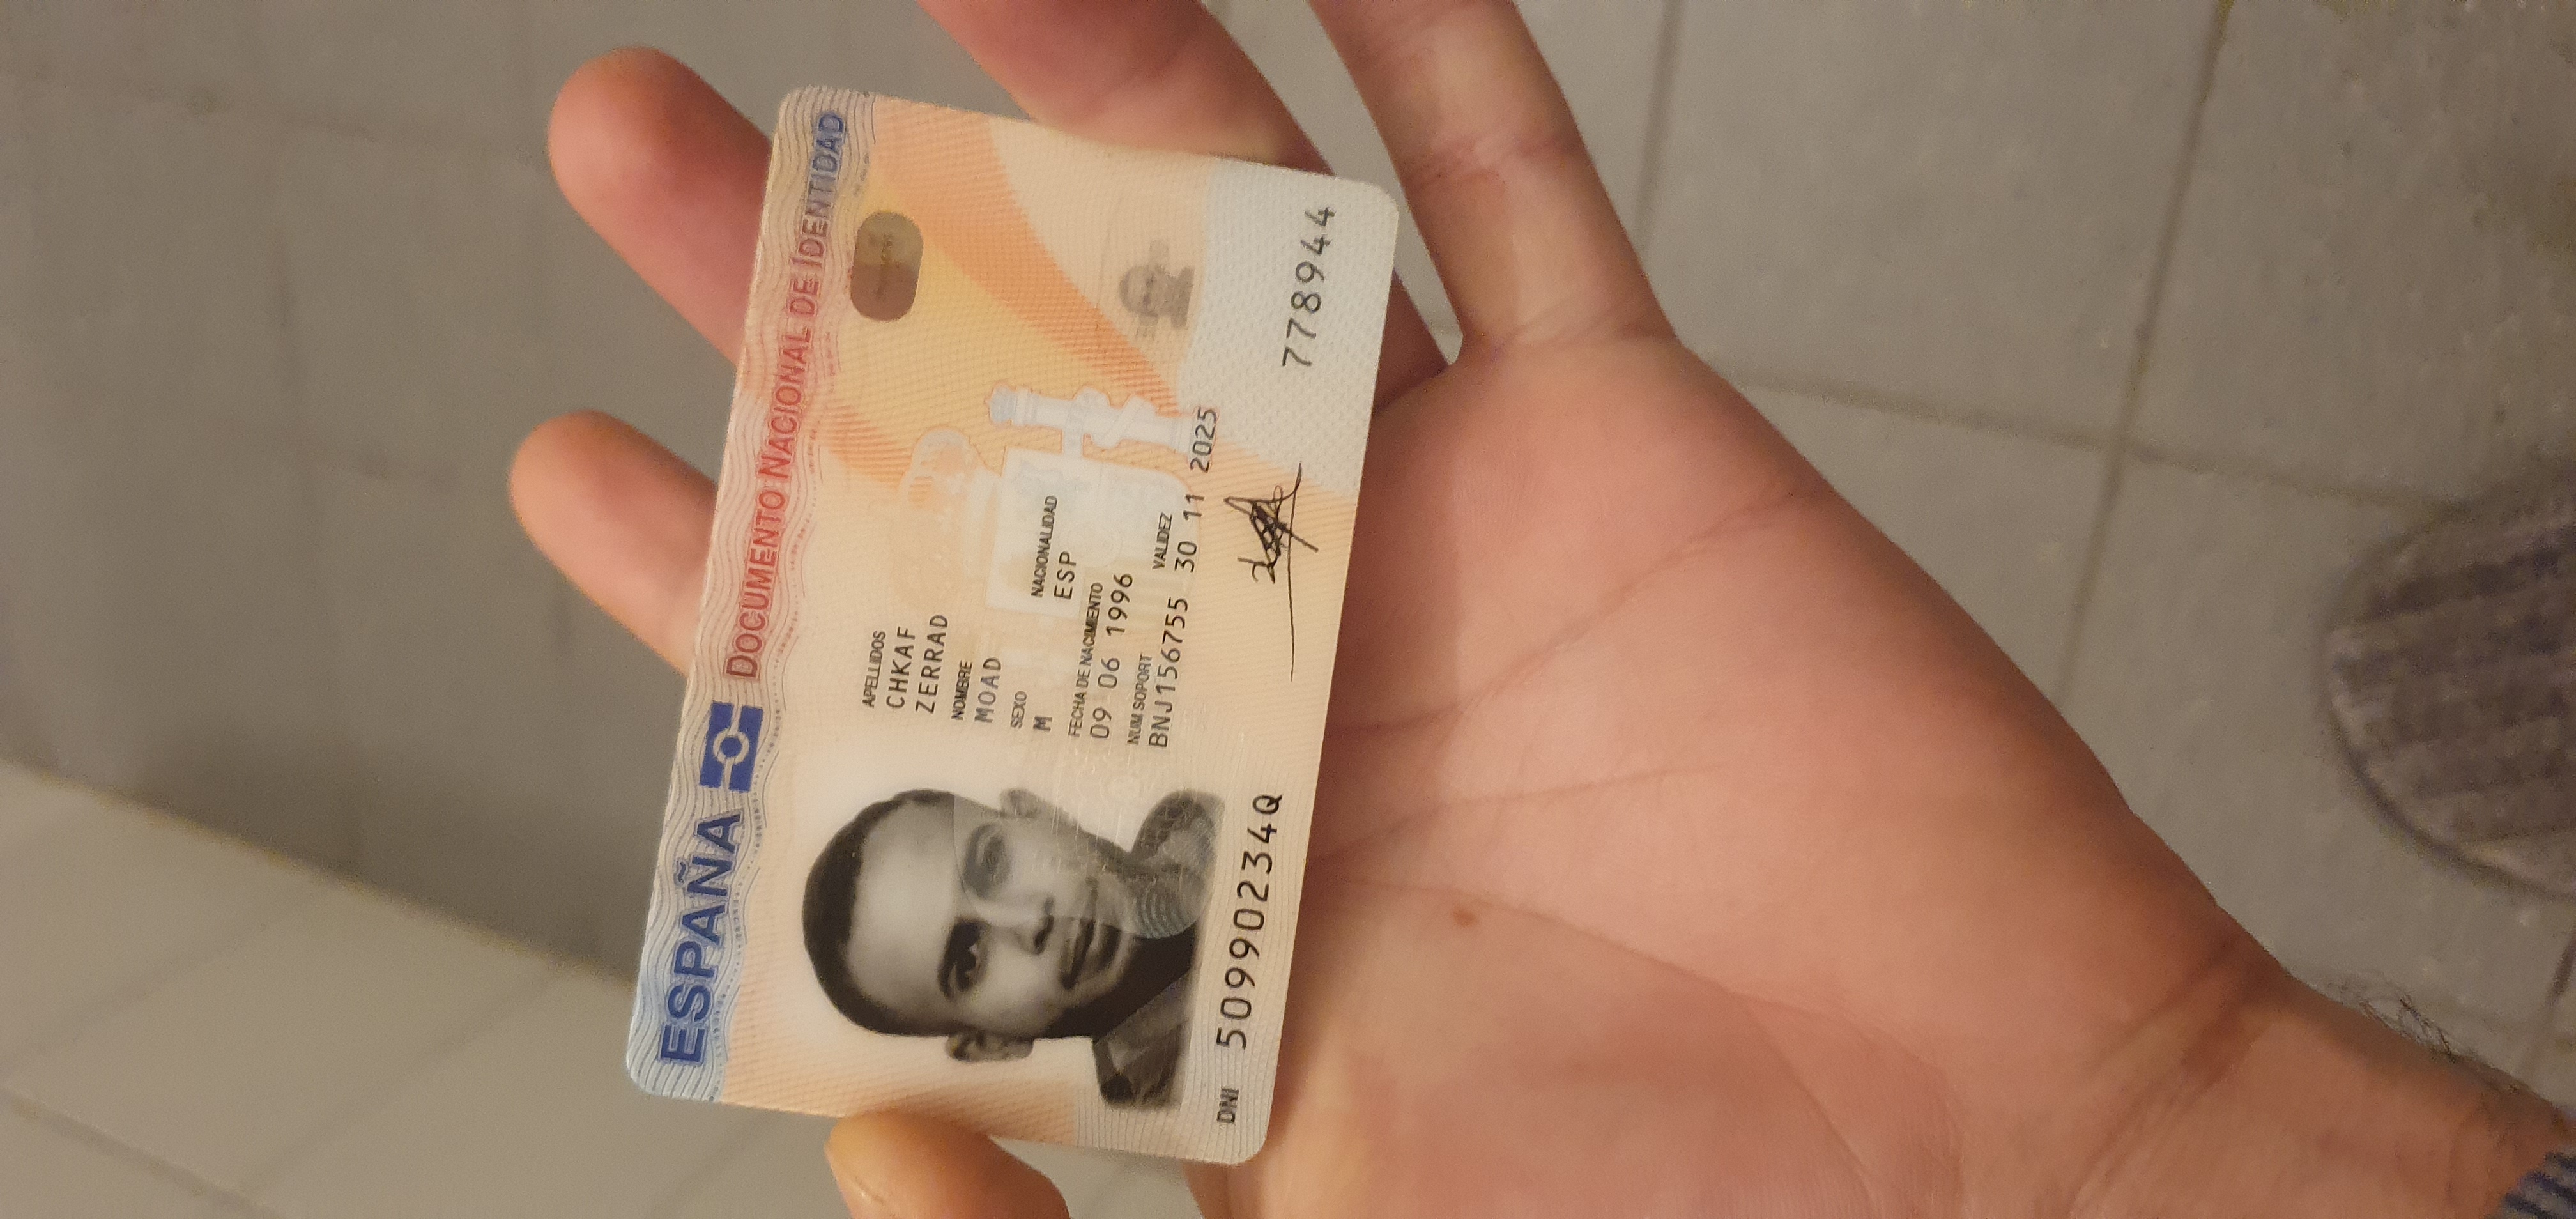 ESPAÑA
DOCUMENTO NACIONAL DE IDENTIDAD
APELLIDOS
CHKAF
ZERRAD
NOMBRE
MOAD
SEXO
M
NACIONALIDAD
ESP
FECHA DE NACIMIENTO
09 06 1996
NUM SOPORT
BNJ156755
VALIDEZ
30 11 2025
DNI 50990234Q
778944